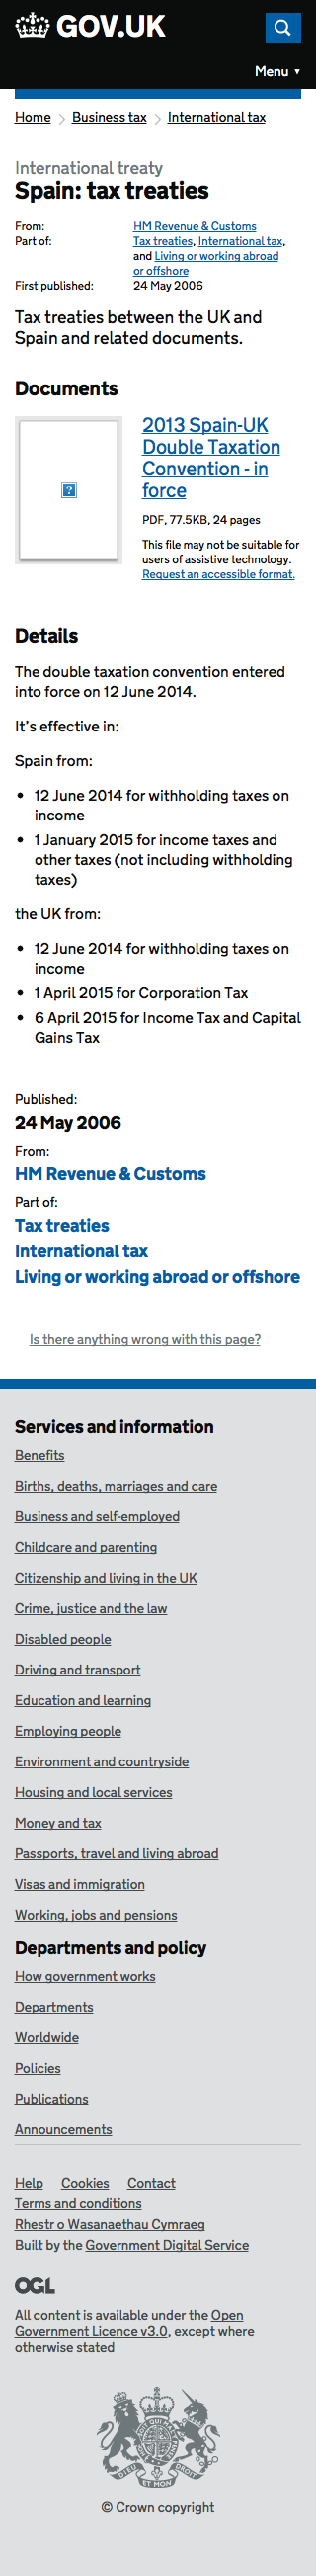 GOV.UK
Menu ▼
Home > Business tax > International tax
International treaty
Spain: tax treaties
From: HM Revenue & Customs
Part of: Tax treaties, International tax,
and Living or working abroad
or offshore
First published: 24 May 2006
Tax treaties between the UK and
Spain and related documents.
Documents
2013 Spain-UK
Double Taxation
Convention - in
force
PDF, 77.5KB, 24 pages
This file may not be suitable for
users of assistive technology.
Request an accessible format.
Details
The double taxation convention entered
into force on 12 June 2014.
It's effective in:
Spain from:
• 12 June 2014 for withholding taxes on
income
• 1 January 2015 for income taxes and
other taxes (not including withholding
taxes)
the UK from:
• 12 June 2014 for withholding taxes on
income
• 1 April 2015 for Corporation Tax
• 6 April 2015 for Income Tax and Capital
Gains Tax
Published:
24 May 2006
From:
HM Revenue & Customs
Part of:
Tax treaties
International tax
Living or working abroad or offshore
Is there anything wrong with this page?
Services and information
Benefits
Births, deaths, marriages and care
Business and self-employed
Childcare and parenting
Citizenship and living in the UK
Crime, justice and the law
Disabled people
Driving and transport
Education and learning
Employing people
Environment and countryside
Housing and local services
Money and tax
Passports, travel and living abroad
Visas and immigration
Working, jobs and pensions
Departments and policy
How government works
Departments
Worldwide
Policies
Publications
Announcements
Help Cookies Contact
Terms and conditions
Rhestr o Wasanaethau Cymraeg
Built by the Government Digital Service
OGL
All content is available under the Open
Government Licence v3.0, except where
otherwise stated
DIEU ET MON
© Crown copyright